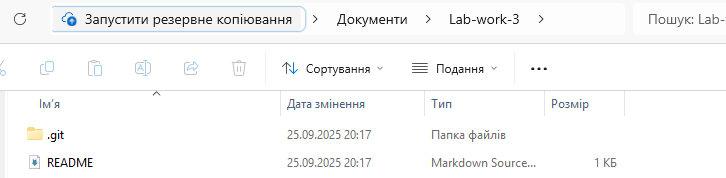 Запустити резервне копіювання > Документи > Lab-work-3 > Пошук: Lab-
Сортування Подання ...
Ім'я Дата змінення Тип Розмір
.git 25.09.2025 20:17 Папка файлів
README 25.09.2025 20:17 Markdown Source... 1 КБ